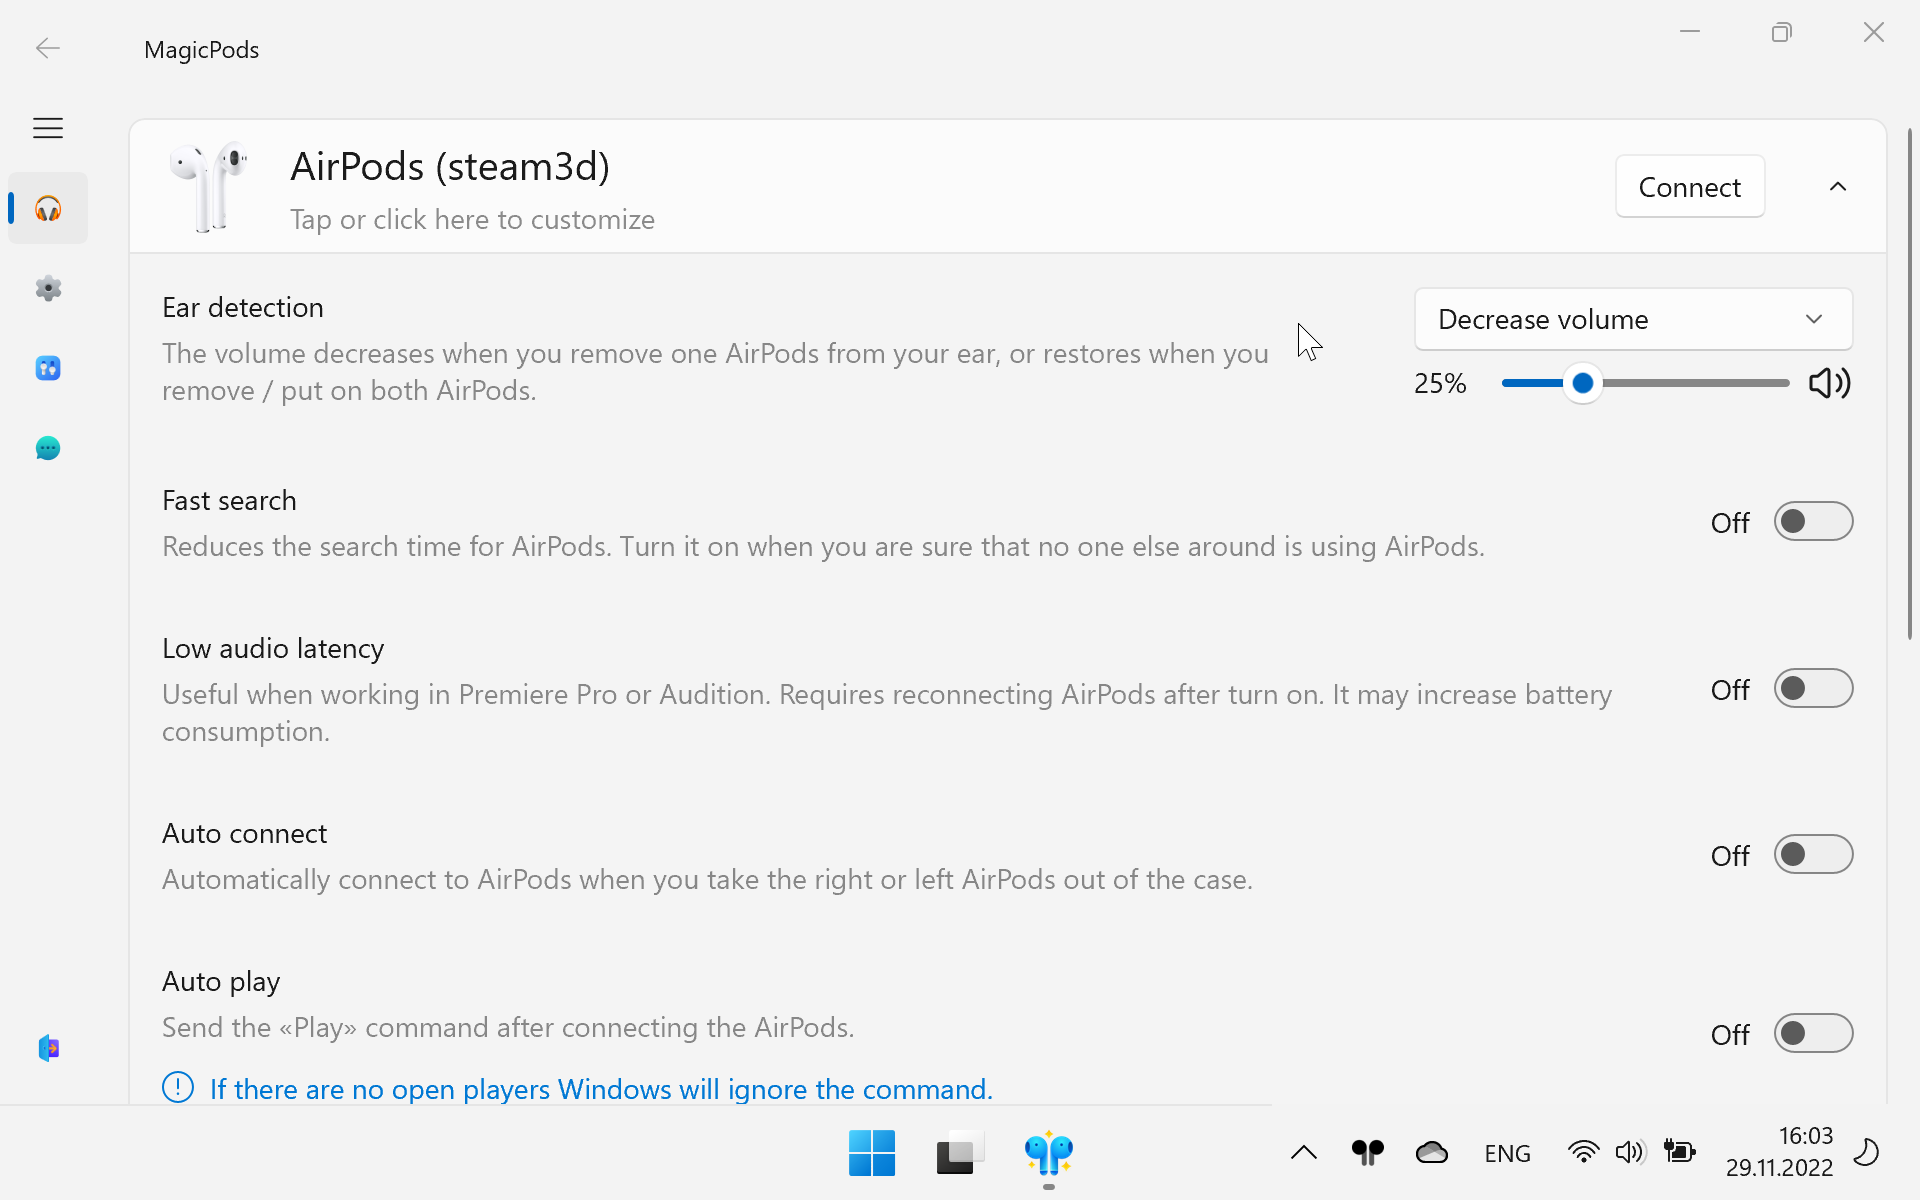 MagicPods
AirPods (steam3d)
Tap or click here to customize
Connect
Ear detection
The volume decreases when you remove one AirPods from your ear, or restores when you
remove / put on both AirPods.
Decrease volume
25%
Fast search
Reduces the search time for AirPods. Turn it on when you are sure that no one else around is using AirPods.
Off
Low audio latency
Useful when working in Premiere Pro or Audition. Requires reconnecting AirPods after turn on. It may increase battery
consumption.
Off
Auto connect
Automatically connect to AirPods when you take the right or left AirPods out of the case.
Off
Auto play
Send the «Play» command after connecting the AirPods.
Off
If there are no open players Windows will ignore the command.
ENG
16:03
29.11.2022